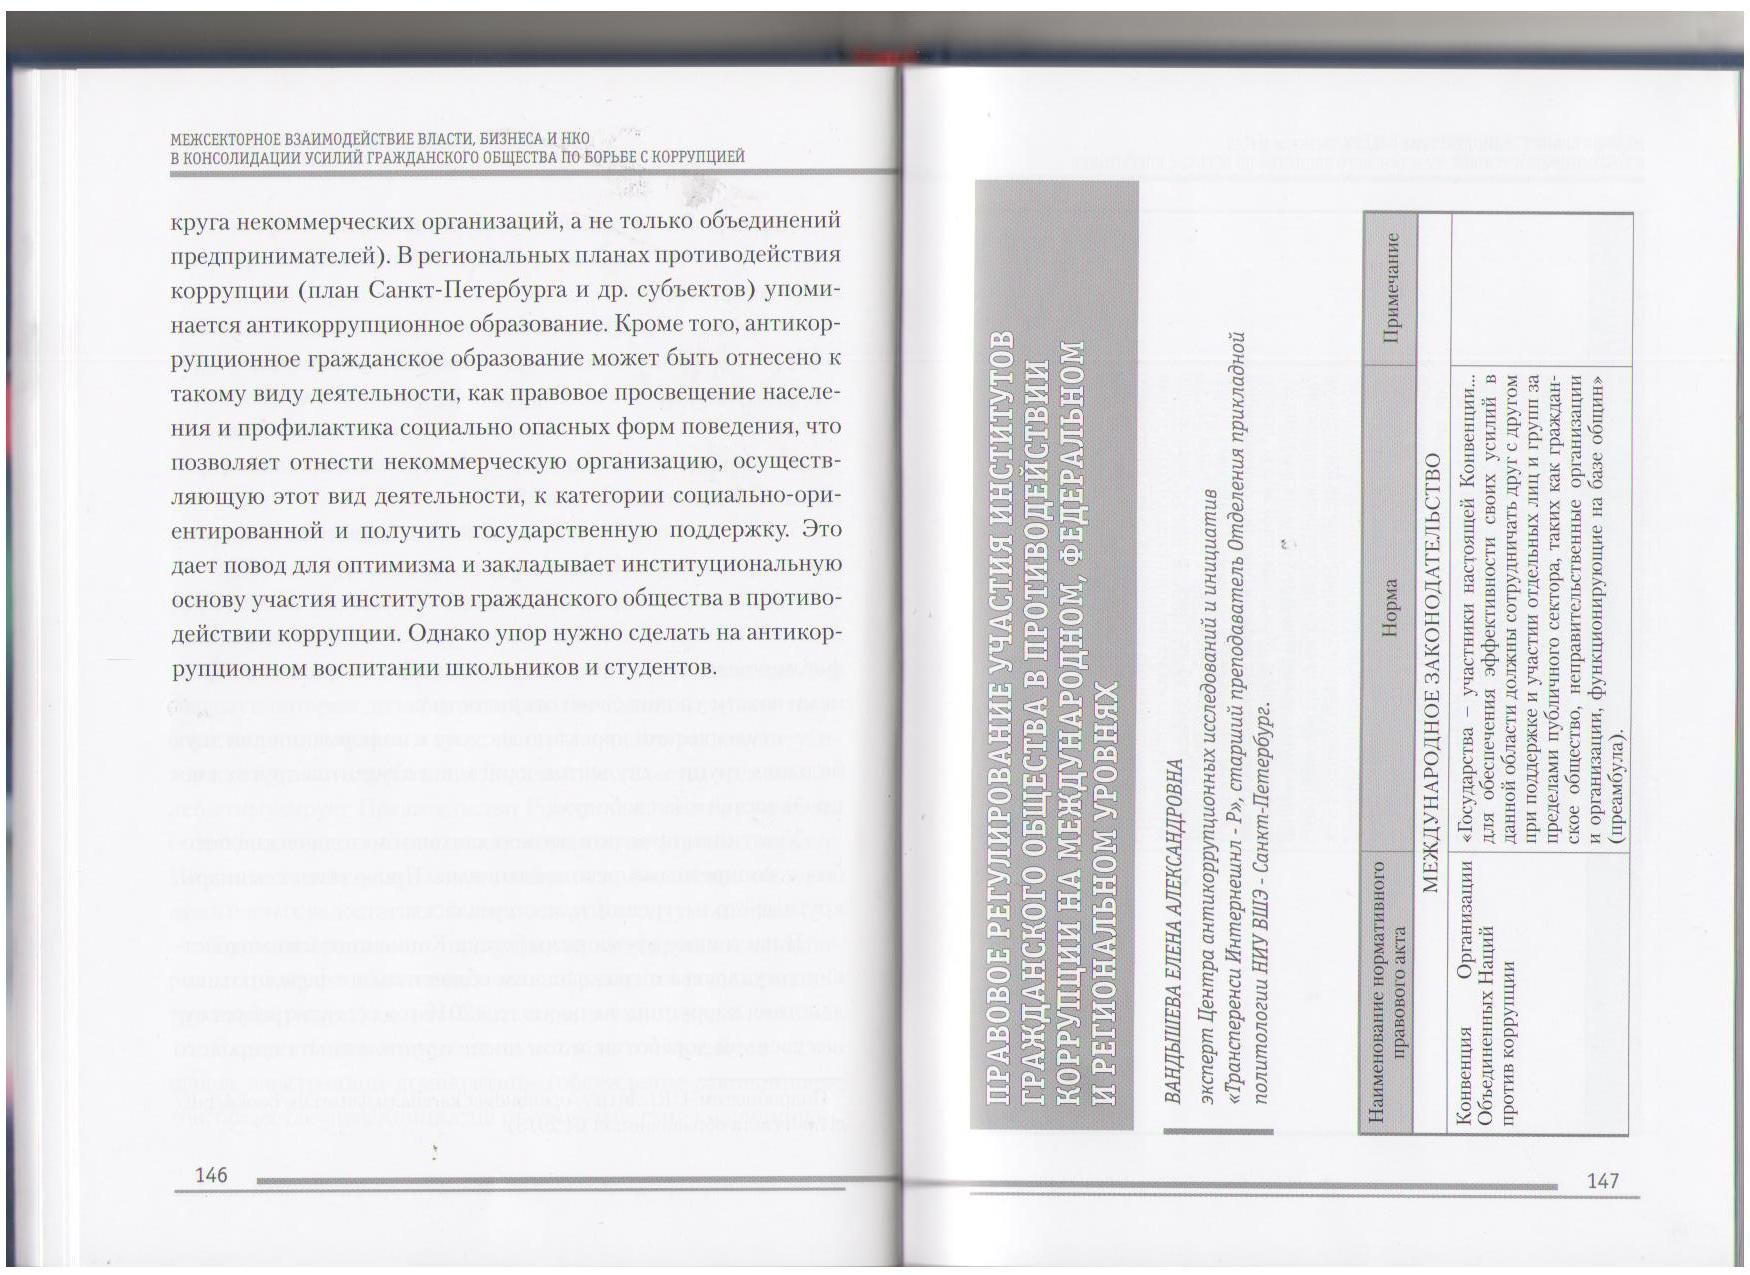 МЕЖСЕКТОРНОЕ ВЗАИМОДЕЙСТВИЕ ВЛАСТИ, БИЗНЕСА И НКО
В КОНСОЛИДАЦИИ УСИЛИЙ ГРАЖДАНСКОГО ОБЩЕСТВА ПО БОРЬБЕ С КОРРУПЦИЕЙ
круга некоммерческих организаций, а не только объединений
предпринимателей). В региональных планах противодействия
коррупции (план Санкт-Петербурга и др. субъектов) упоми-
нается антикоррупционное образование. Кроме того, антикор-
рупционное гражданское образование может быть отнесено к
такому виду деятельности, как правовое просвещение населе-
ния и профилактика социально опасных форм поведения, что
позволяет отнести некоммерческую организацию, осуществ-
ляющую этот вид деятельности, к категории социально-ори-
ентированной и получить государственную поддержку. Это
дает повод для оптимизма и закладывает институциональную
основу участия институтов гражданского общества в противо-
действии коррупции. Однако упор нужно сделать на антикор-
рупционном воспитании школьников и студентов.
146
ПРАВОВОЕ РЕГУЛИРОВАНИЕ УЧАСТИЯ ИНСТИТУТОВ
ГРАЖДАНСКОГО ОБЩЕСТВА В ПРОТИВОДЕЙСТВИИ
КОРРУПЦИИ НА МЕЖДУНАРОДНОМ, ФЕДЕРАЛЬНОМ
И РЕГИОНАЛЬНОМ УРОВНЯХ
ВАНДЫШЕВА ЕЛЕНА АЛЕКСАНДРОВНА
эксперт Центра антикоррупционных исследований и инициатив
«Трансперенси Интернешнл - Р», старший преподаватель Отделения прикладной
политологии НИУ ВШЭ - Санкт-Петербург.
Наименование нормативного
правового акта
Норма
Примечание
МЕЖДУНАРОДНОЕ ЗАКОНОДАТЕЛЬСТВО
Конвенция Организации
Объединенных Наций
против коррупции
«Государства – участники настоящей Конвенции...
для обеспечения эффективности своих усилий в
данной области должны сотрудничать друг с другом
при поддержке и участии отдельных лиц и групп за
пределами публичного сектора, таких как граждан-
ское общество, неправительственные организации
и организации, функционирующие на базе общин»
(преамбула).
147